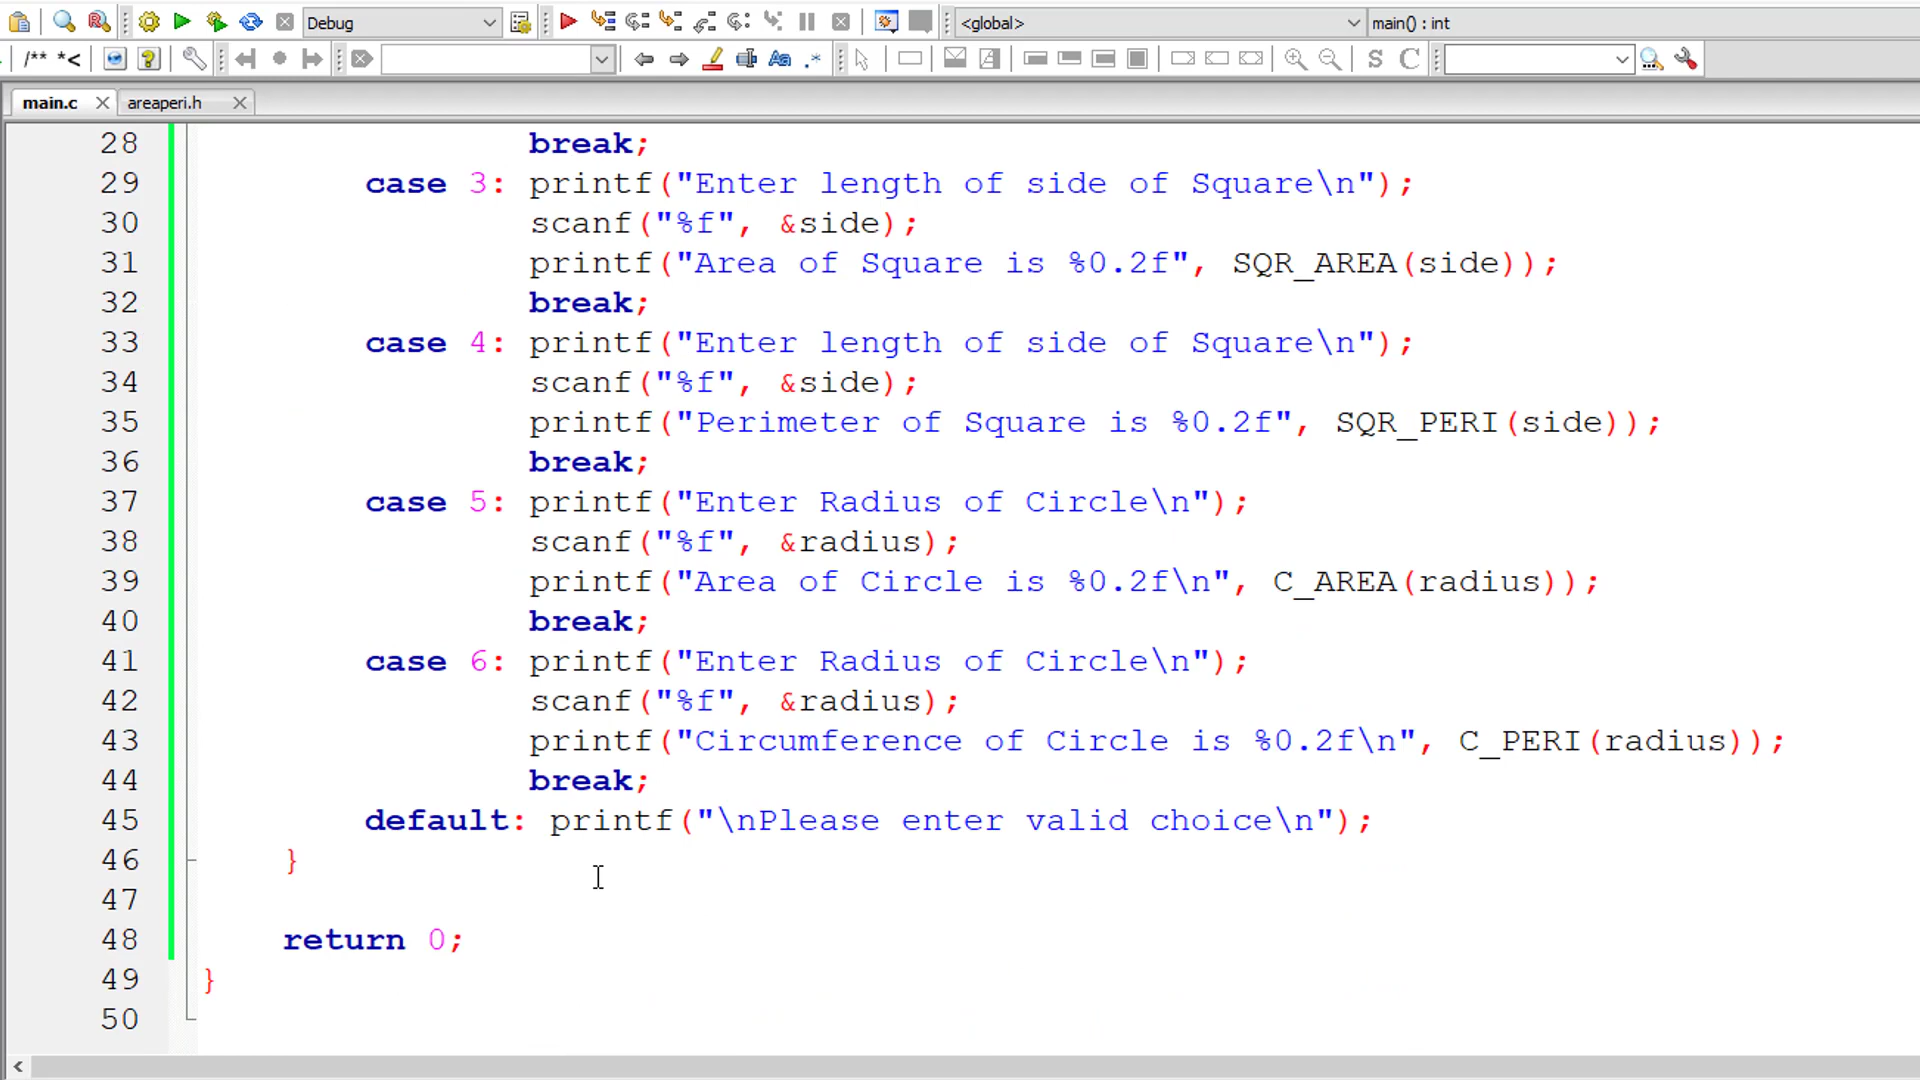 Debug <global> main() : int
/** *< Aa .* S C
main.c areaperi.h
28 break;
29 case 3: printf("Enter length of side of Square\n");
30 scanf("%f", &side);
31 printf("Area of Square is %0.2f", SQR_AREA(side));
32 break;
33 case 4: printf("Enter length of side of Square\n");
34 scanf("%f", &side);
35 printf("Perimeter of Square is %0.2f", SQR_PERI(side));
36 break;
37 case 5: printf("Enter Radius of Circle\n");
38 scanf("%f", &radius);
39 printf("Area of Circle is %0.2f\n", C_AREA(radius));
40 break;
41 case 6: printf("Enter Radius of Circle\n");
42 scanf("%f", &radius);
43 printf("Circumference of Circle is %0.2f\n", C_PERI(radius));
44 break;
45 default: printf("\nPlease enter valid choice\n");
46 }
47
48 return 0;
49 }
50